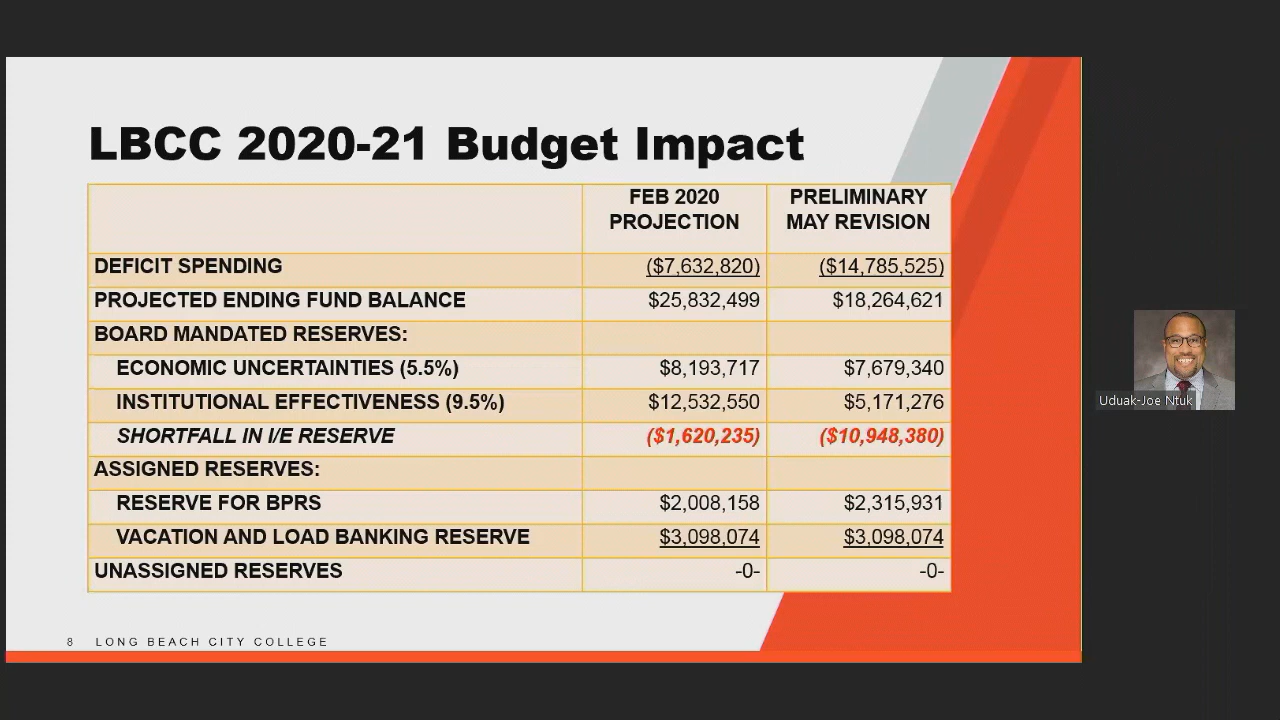 LBCC 2020-21 Budget Impact
FEB 2020 PROJECTION PRELIMINARY MAY REVISION
DEFICIT SPENDING ($7,632,820) ($14,785,525)
PROJECTED ENDING FUND BALANCE $25,832,499 $18,264,621
BOARD MANDATED RESERVES:
ECONOMIC UNCERTAINTIES (5.5%) $8,193,717 $7,679,340
INSTITUTIONAL EFFECTIVENESS (9.5%) $12,532,550 $5,171,276
SHORTFALL IN I/E RESERVE ($1,620,235) ($10,948,380)
ASSIGNED RESERVES:
RESERVE FOR BPRS $2,008,158 $2,315,931
VACATION AND LOAD BANKING RESERVE $3,098,074 $3,098,074
UNASSIGNED RESERVES -0- -0-
8 LONG BEACH CITY COLLEGE
Uduak-Joe Ntuk